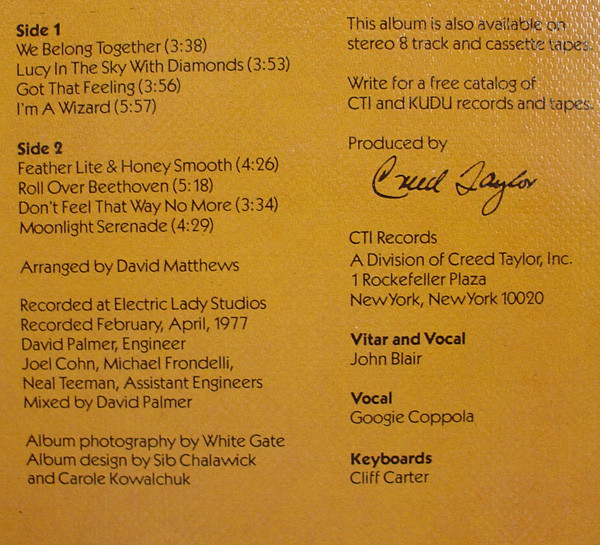 Side 1
We Belong Together (3:38)
Lucy In The Sky With Diamonds (3:53)
Got That Feeling (3:56)
I'm A Wizard (5:57)
Side 2
Feather Lite & Honey Smooth (4:26)
Roll Over Beethoven (5:18)
Don't Feel That Way No More (3:34)
Moonlight Serenade (4:29)
Arranged by David Matthews
Recorded at Electric Lady Studios
Recorded February, April, 1977
David Palmer, Engineer
Joel Cohn, Michael Frondelli,
Neal Teeman, Assistant Engineers
Mixed by David Palmer
Album photography by White Gate
Album design by Sib Chalawick
and Carole Kowalchuk
This album is also available on
stereo 8 track and cassette tapes.
Write for a free catalog of
CTI and KUDU records and tapes.
Produced by
Creed Taylor
CTI Records
A Division of Creed Taylor, Inc.
1 Rockefeller Plaza
New York, New York 10020
Vitar and Vocal
John Blair
Vocal
Googie Coppola
Keyboards
Cliff Carter